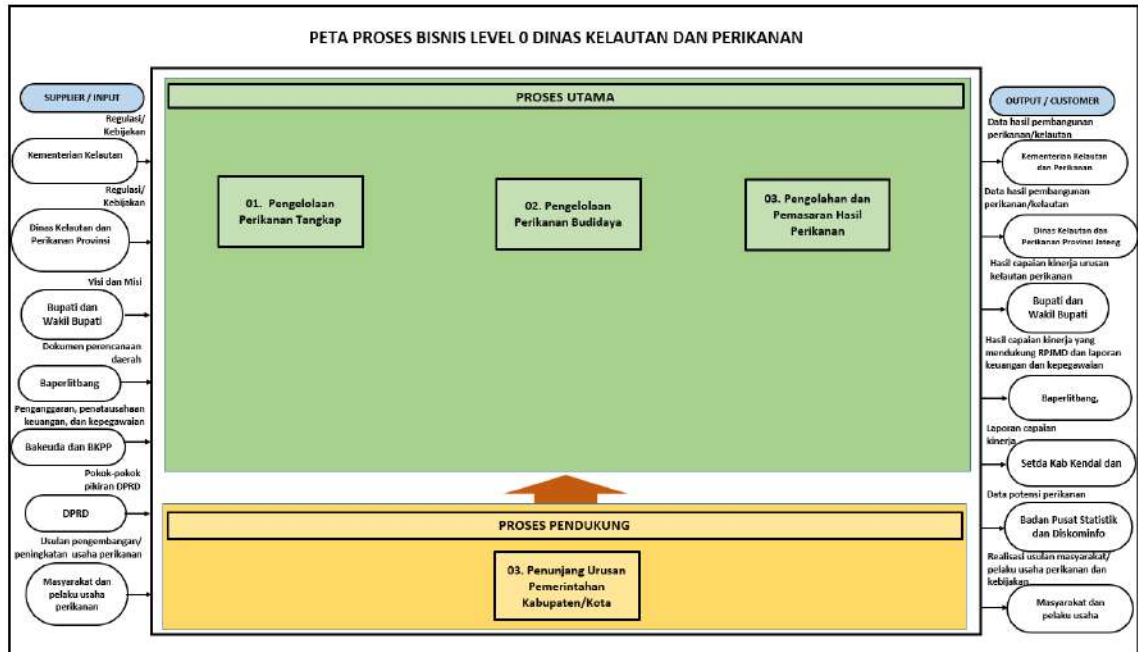 PETA PROSES BISNIS LEVEL 0 DINAS KELAUTAN DAN PERIKANAN
SUPPLIER / INPUT
Regulasi/
Kebijakan
Kementerian Kelautan
Regulasi/
Kebijakan
Dinas Kelautan dan
Perikanan Provinsi
Visi dan Misi
Bupati dan
Wakil Bupati
Dokumen perencanaan
daerah
Baperlitbang
Penganggaran, penatausahaan
keuangan, dan kepegawaian
Bakeuda dan BKPP
Pokok-pokok
pikiran DPRD
DPRD
Usulan pengembangan/
peningkatan usaha perikanan
Masyarakat dan
pelaku usaha
perikanan
PROSES UTAMA
01. Pengelolaan
Perikanan Tangkap
02. Pengelolaan
Perikanan Budidaya
03. Pengolahan dan
Pemasaran Hasil
Perikanan
PROSES PENDUKUNG
03. Penunjang Urusan
Pemerintahan
Kabupaten/Kota
OUTPUT / CUSTOMER
Data hasil pembangunan
perikanan/kelautan
Kementerian Kelautan
dan Perikanan
Data hasil pembangunan
perikanan/kelautan
Dinas Kelautan dan
Perikanan Provinsi Jateng
Hasil capaian kinerja urusan
kelautan perikanan
Bupati dan
Wakil Bupati
Hasil capaian kinerja yang
mendukung RPJMD dan laporan
keuangan dan kepegawaian
Baperlitbang,
Laporan capaian
kinerja
Setda Kab Kendal dan
Data potensi perikanan
Badan Pusat Statistik
dan Diskominfo
Realisasi usulan masyarakat/
pelaku usaha perikanan dan
kebijakan
Masyarakat dan
pelaku usaha